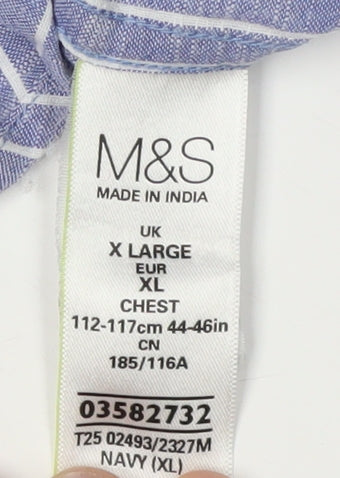 M&S
MADE IN INDIA
UK
X LARGE
EUR
XL
CHEST
112-117cm 44-46in
CN
185/116A
03582732
T25 02493/2327M
NAVY (XL)